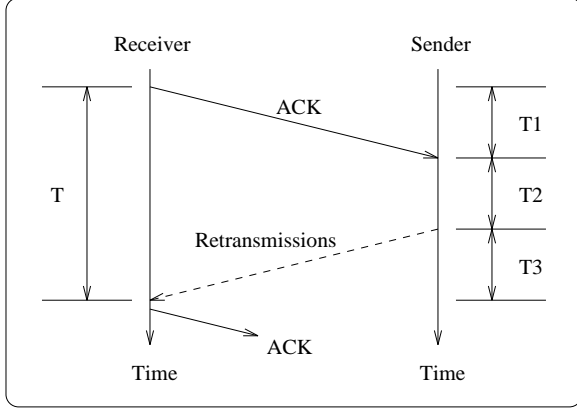 Receiver
Sender
ACK
T1
T
T2
Retransmissions
T3
ACK
Time
Time